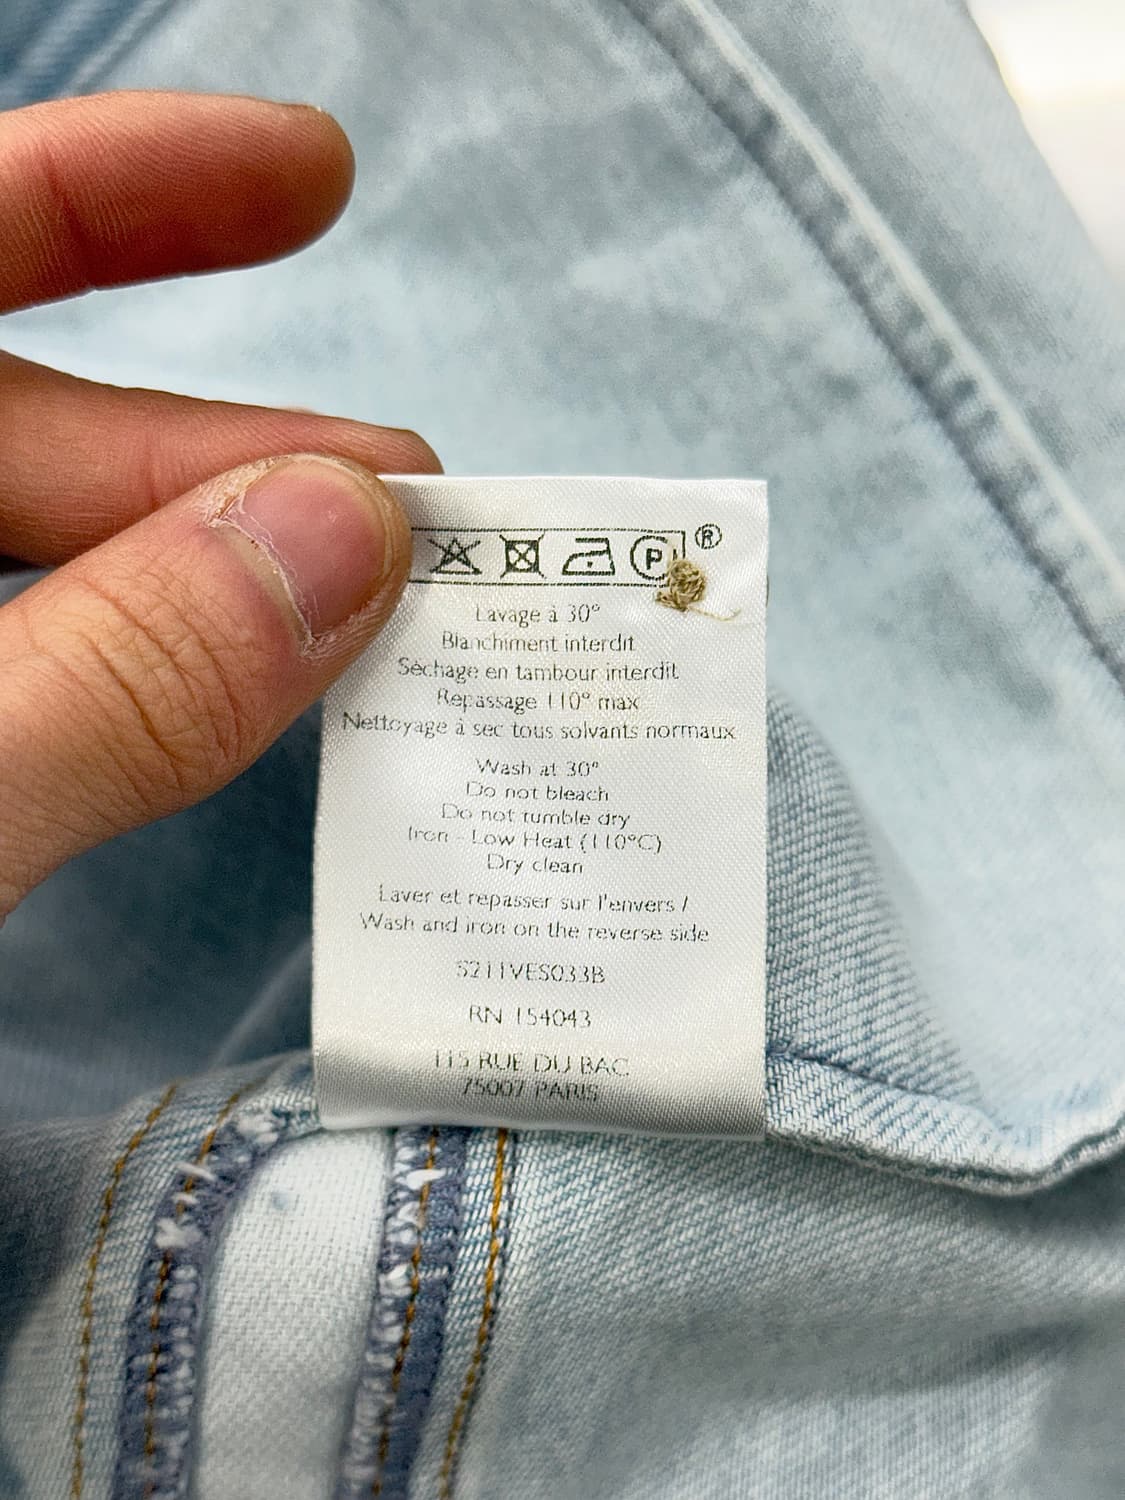 P ®
Lavage à 30°
Blanchiment interdit
Séchage en tambour interdit
Repassage 110° max
Nettoyage à sec tous solvants normaux
Wash at 30°
Do not bleach
Do not tumble dry
Iron - Low Heat (110°C)
Dry clean
Laver et repasser sur l'envers /
Wash and iron on the reverse side
S211VES033B
RN 154043
115 RUE DU BAC
75007 PARIS